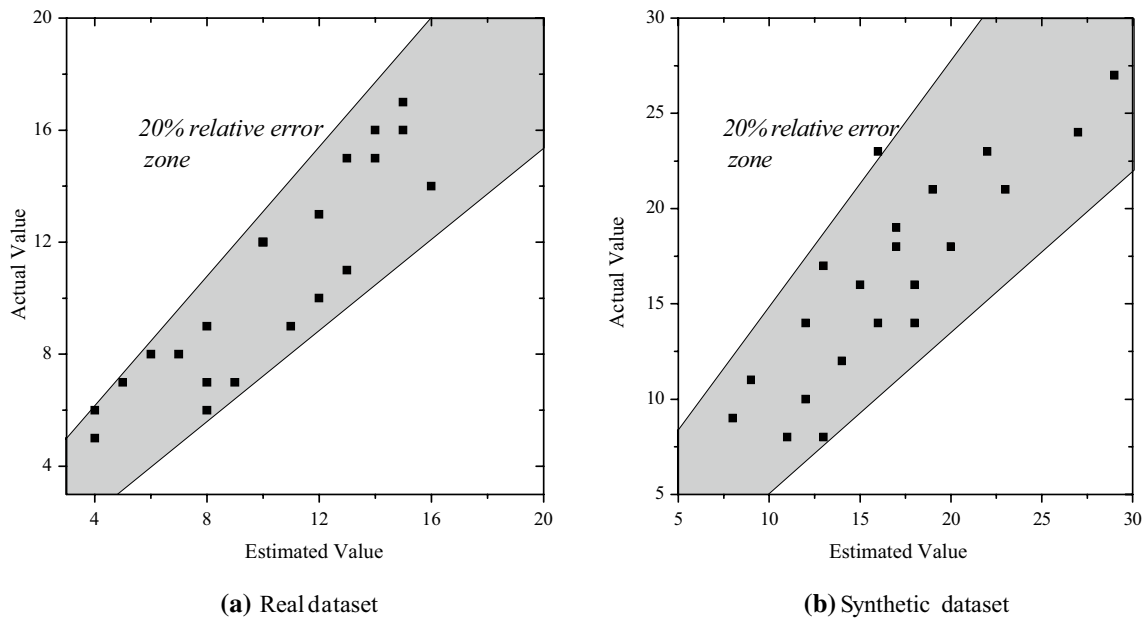 20
16
12
8
4
Actual Value
20% relative error
zone
4
8
12
16
20
Estimated Value
(a) Real dataset
30
25
20
15
10
5
Actual Value
20% relative error
zone
5
10
15
20
25
30
Estimated Value
(b) Synthetic dataset